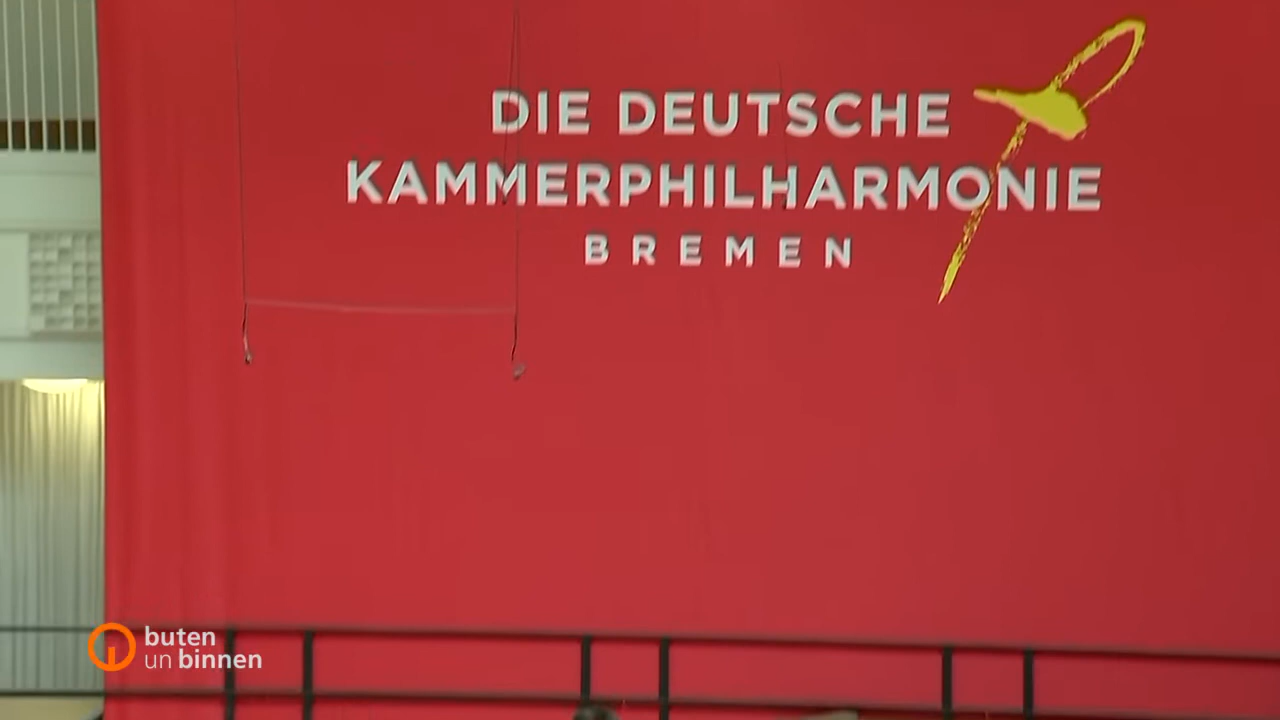 DIE DEUTSCHE
KAMMERPHILHARMONIE
BREMEN
buten
un binnen